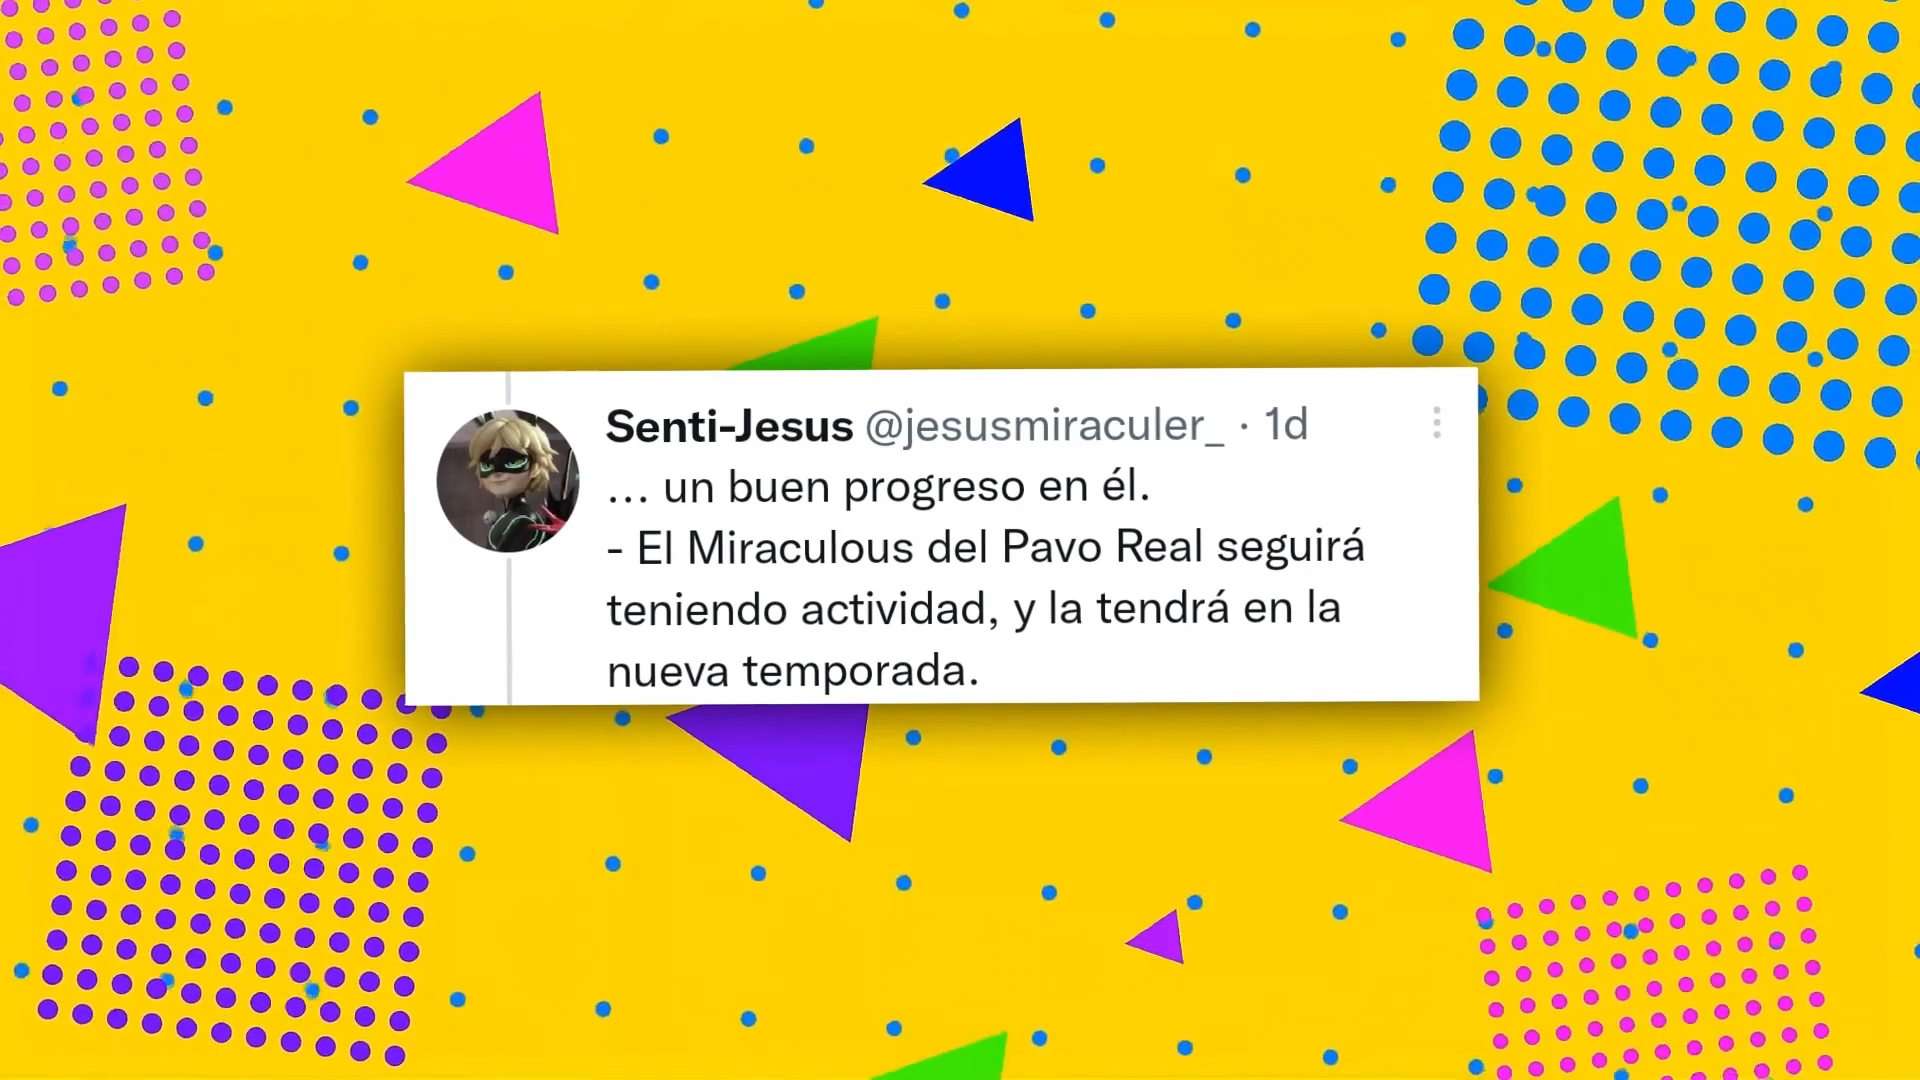 Senti-Jesus @jesusmiraculer_ · 1d
... un buen progreso en él.
- El Miraculous del Pavo Real seguirá
teniendo actividad, y la tendrá en la
nueva temporada.